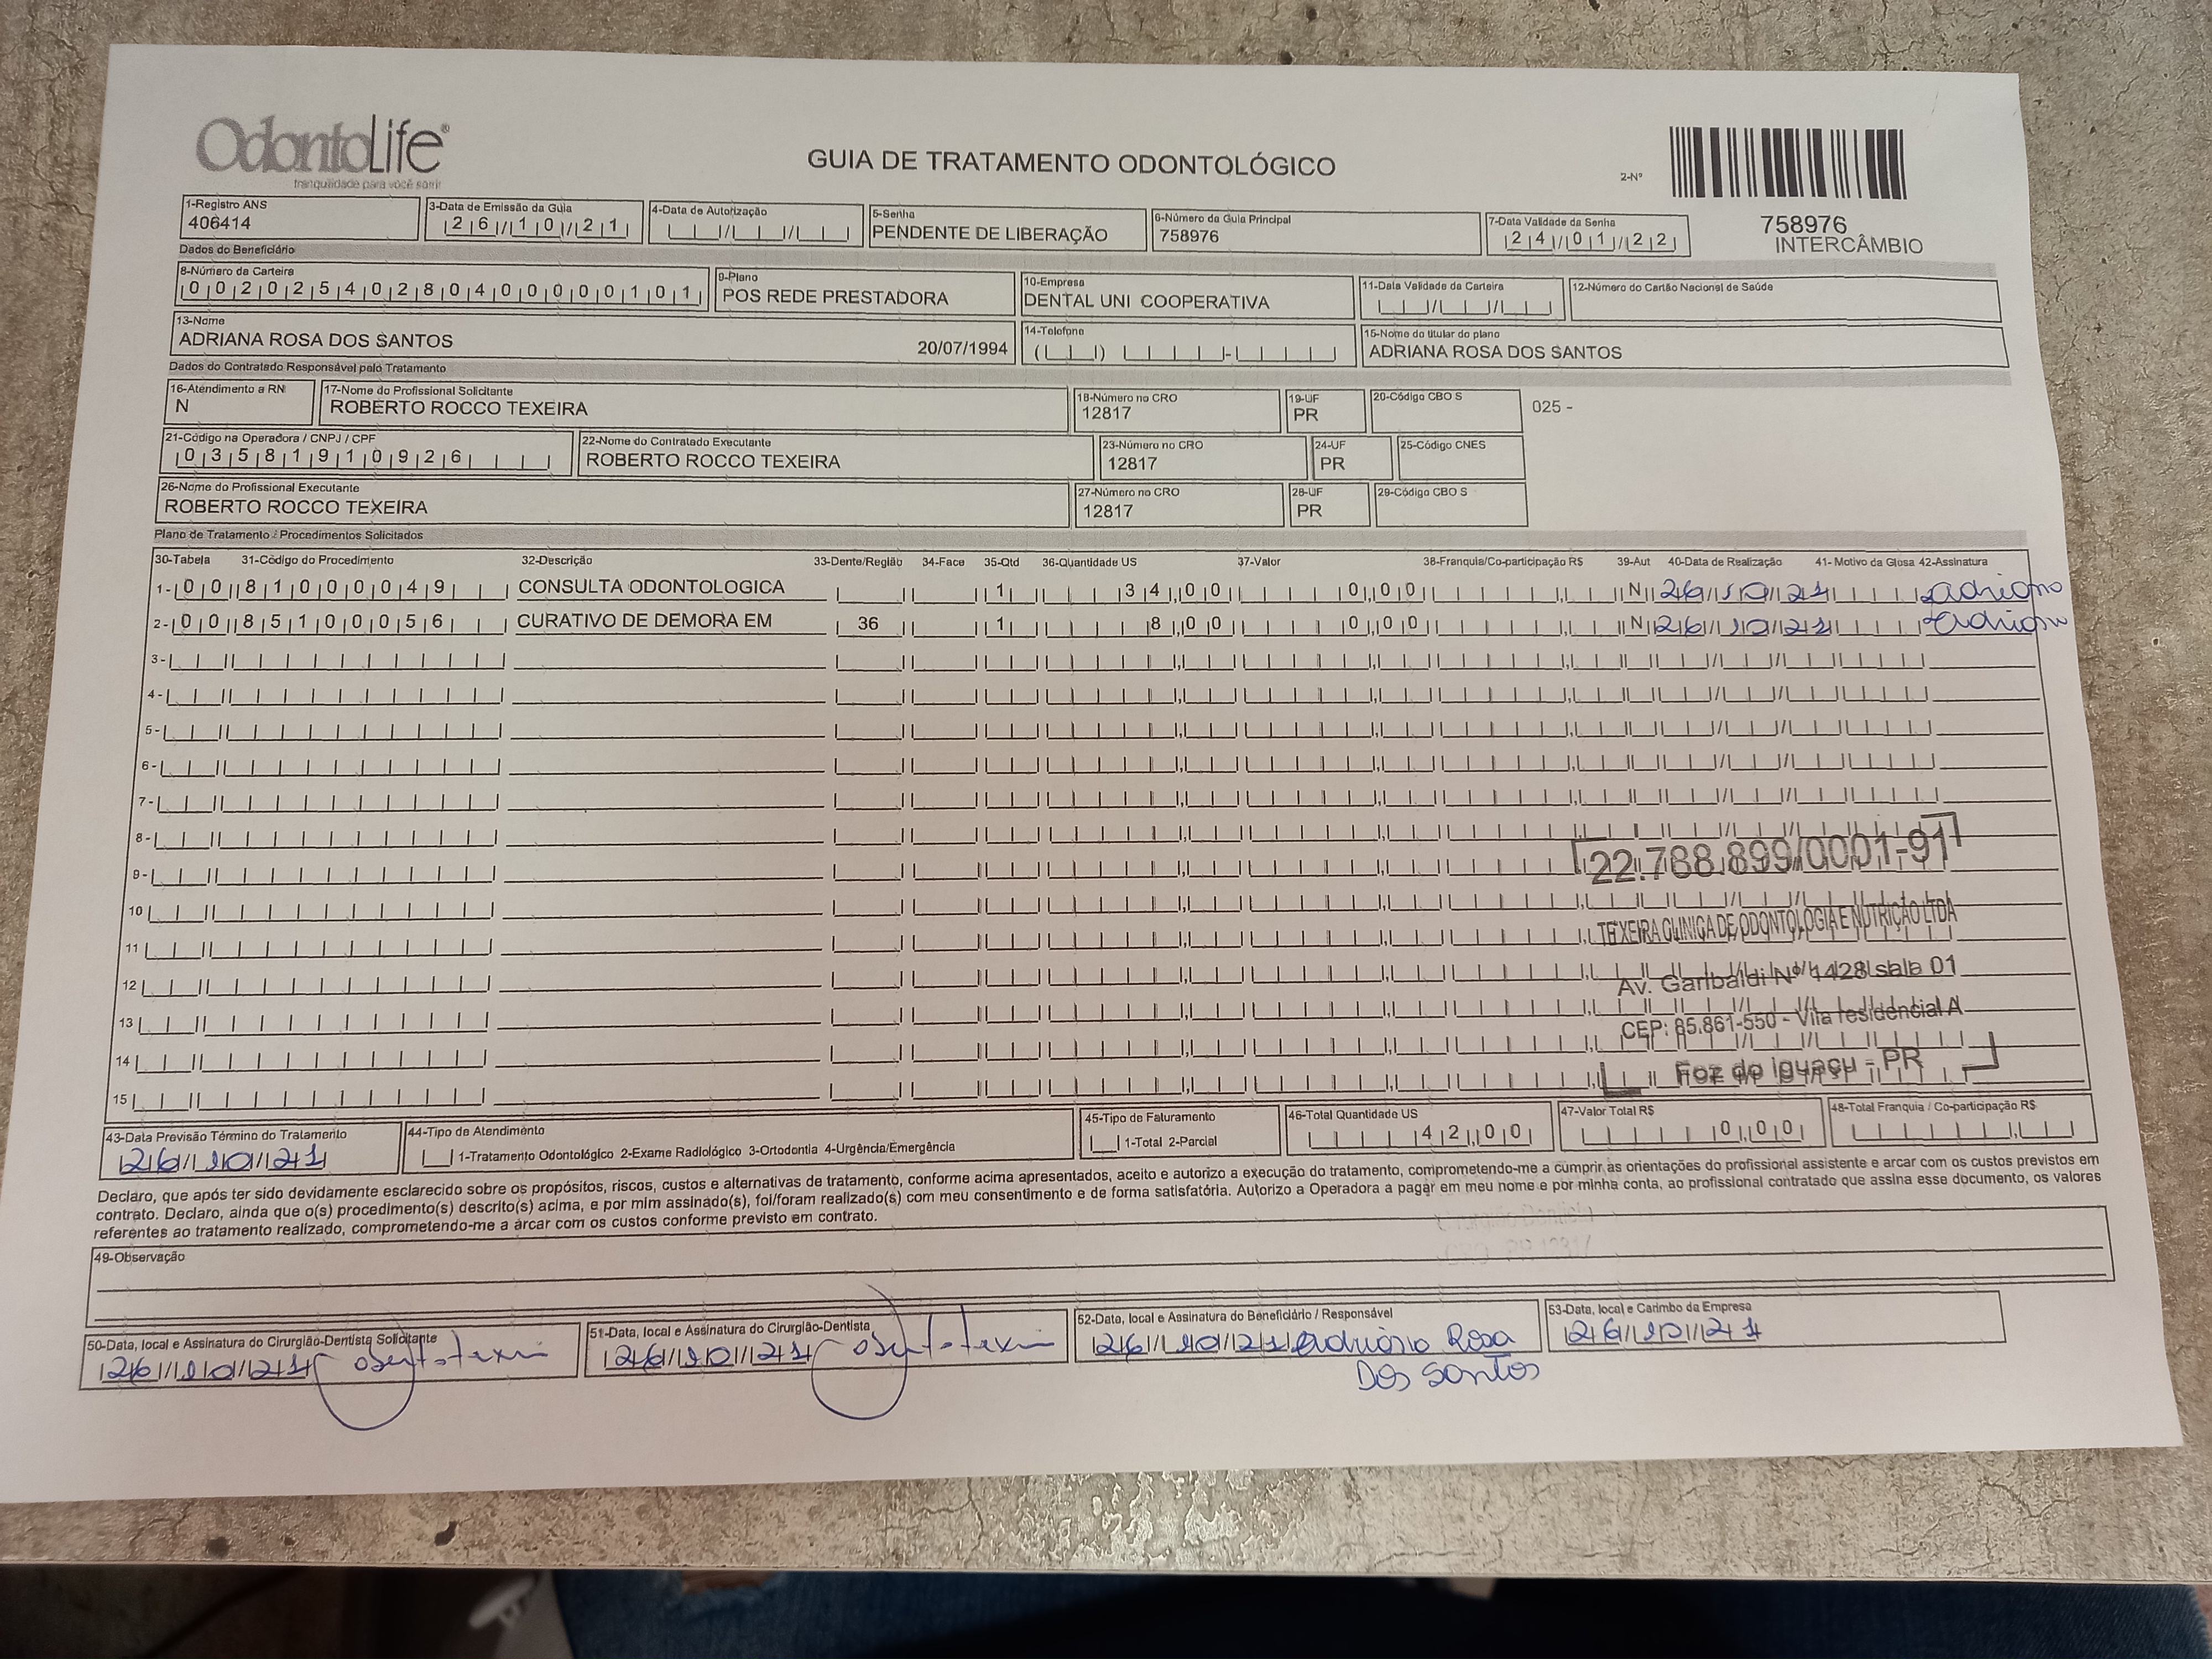 OdontoLife®
tranquilidade para você sorrir
GUIA DE TRATAMENTO ODONTOLÓGICO
2-Nº
758976
INTERCÂMBIO
1-Registro ANS
406414
3-Data de Emissão da Guia
26/10/21
4-Data de Autorização
5-Senha
PENDENTE DE LIBERAÇÃO
6-Número da Guia Principal
758976
7-Data Validade da Senha
24/01/22
Dados do Beneficiário
8-Número da Carteira
00202540280400000101
9-Plano
POS REDE PRESTADORA
10-Empresa
DENTAL UNI COOPERATIVA
11-Data Validade da Carteira
12-Número do Cartão Nacional de Saúde
13-Nome
ADRIANA ROSA DOS SANTOS 20/07/1994
14-Telefone
15-Nome do titular do plano
ADRIANA ROSA DOS SANTOS
Dados do Contratado Responsável pelo Tratamento
16-Atendimento a RN
N
17-Nome do Profissional Solicitante
ROBERTO ROCCO TEXEIRA
18-Número no CRO
12817
19-UF
PR
20-Código CBO S
025 -
21-Código na Operadora / CNPJ / CPF
03581910926
22-Nome do Contratado Executante
ROBERTO ROCCO TEXEIRA
23-Número no CRO
12817
24-UF
PR
25-Código CNES
26-Nome do Profissional Executante
ROBERTO ROCCO TEXEIRA
27-Número no CRO
12817
28-UF
PR
29-Código CBO S
Plano de Tratamento / Procedimentos Solicitados
30-Tabela 31-Código do Procedimento 32-Descrição 33-Dente/Região 34-Face 35-Qtd 36-Quantidade US 37-Valor 38-Franquia/Co-participação R$ 39-Aut 40-Data de Realização 41- Motivo da Glosa 42-Assinatura
1- 00 81000049 CONSULTA ODONTOLOGICA 1 34,00 0,00 N 26/10/21 Adriana
2- 00 85100056 CURATIVO DE DEMORA EM 36 1 8,00 0,00 N 26/10/21 Adriana
3-
4-
5-
6-
7-
8-
9-
10
11
12
13
14
15
22.788.899/0001-91
TEXEIRA CLINICA DE ODONTOLOGIA E NUTRIÇÃO LTDA
Av. Garibaldi Nº 1428 sala 01
CEP: 85.861-550 - Vila residencial A
Foz do Iguaçu - PR
43-Data Previsão Término do Tratamento
26/10/21
44-Tipo de Atendimento
1-Tratamento Odontológico 2-Exame Radiológico 3-Ortodontia 4-Urgência/Emergência
45-Tipo de Faturamento
1-Total 2-Parcial
46-Total Quantidade US
42,00
47-Valor Total R$
0,00
48-Total Franquia / Co-participação R$
Declaro, que após ter sido devidamente esclarecido sobre os propósitos, riscos, custos e alternativas de tratamento, conforme acima apresentados, aceito e autorizo a execução do tratamento, comprometendo-me a cumprir as orientações do profissional assistente e arcar com os custos previstos em
contrato. Declaro, ainda que o(s) procedimento(s) descrito(s) acima, e por mim assinado(s), foi/foram realizado(s) com meu consentimento e de forma satisfatória. Autorizo a Operadora a pagar em meu nome e por minha conta, ao profissional contratado que assina esse documento, os valores
referentes ao tratamento realizado, comprometendo-me a arcar com os custos conforme previsto em contrato.
49-Observação
50-Data, local e Assinatura do Cirurgião-Dentista Solicitante
26/10/21
51-Data, local e Assinatura do Cirurgião-Dentista
26/10/21
52-Data, local e Assinatura do Beneficiário / Responsável
26/10/21 Adriana Rosa
Dos Santos
53-Data, local e Carimbo da Empresa
26/10/21